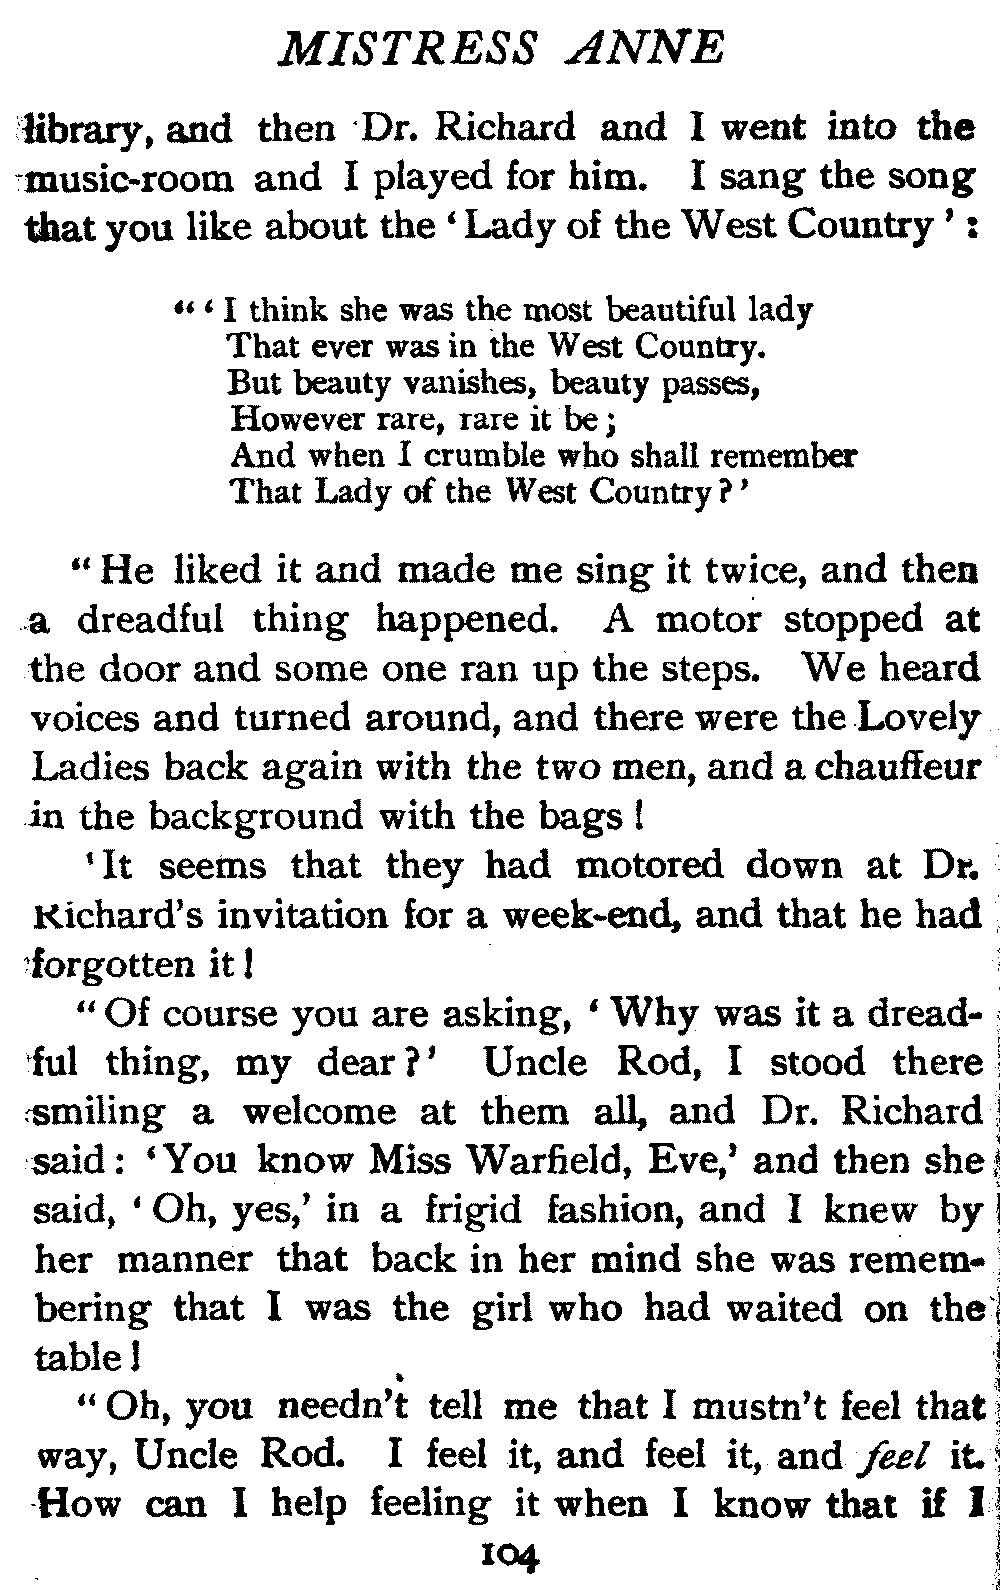 MISTRESS ANNE
library, and then Dr. Richard and I went into the
music-room and I played for him. I sang the song
that you like about the ‘Lady of the West Country’:
“‘I think she was the most beautiful lady
That ever was in the West Country.
But beauty vanishes, beauty passes,
However rare, rare it be;
And when I crumble who shall remember
That Lady of the West Country?’
“He liked it and made me sing it twice, and then
a dreadful thing happened. A motor stopped at
the door and some one ran up the steps. We heard
voices and turned around, and there were the Lovely
Ladies back again with the two men, and a chauffeur
in the background with the bags!
‘It seems that they had motored down at Dr.
Richard’s invitation for a week-end, and that he had
forgotten it!
“Of course you are asking, ‘Why was it a dread-
ful thing, my dear?’ Uncle Rod, I stood there
smiling a welcome at them all, and Dr. Richard
said: ‘You know Miss Warfield, Eve,’ and then she
said, ‘Oh, yes,’ in a frigid fashion, and I knew by
her manner that back in her mind she was remem-
bering that I was the girl who had waited on the
table!
“Oh, you needn’t tell me that I mustn’t feel that
way, Uncle Rod. I feel it, and feel it, and feel it.
How can I help feeling it when I know that if I
104